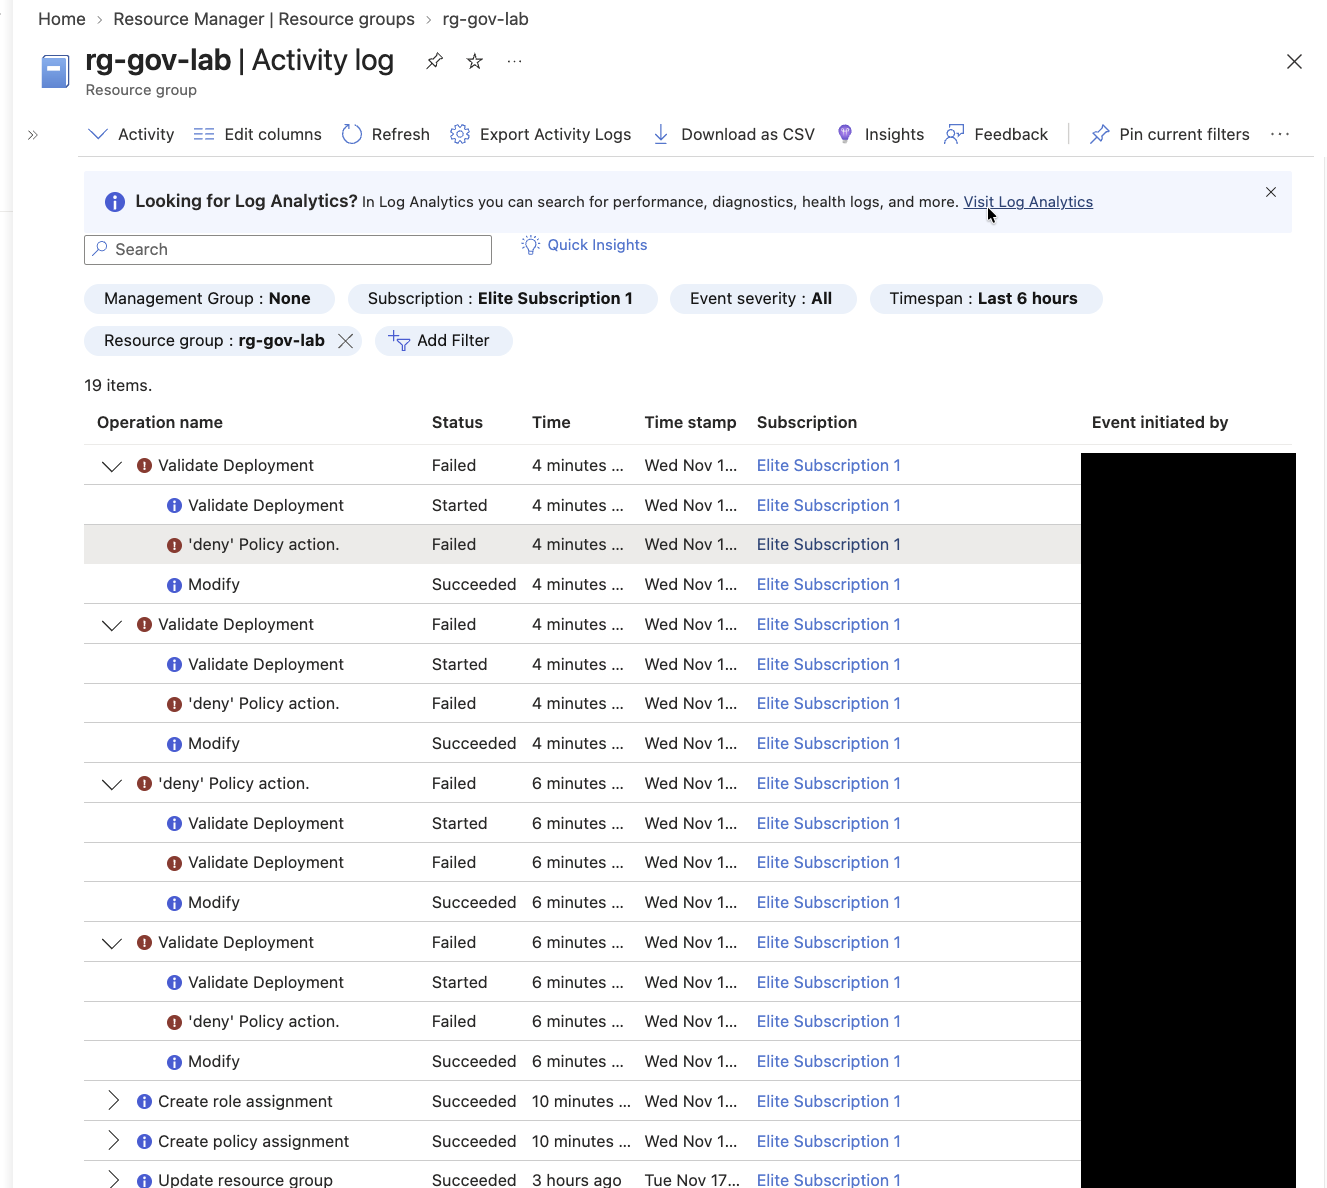 Home > Resource Manager | Resource groups > rg-gov-lab
rg-gov-lab | Activity log
Resource group
Activity Edit columns Refresh Export Activity Logs Download as CSV Insights Feedback Pin current filters
Looking for Log Analytics? In Log Analytics you can search for performance, diagnostics, health logs, and more. Visit Log Analytics
Search Quick Insights
Management Group : None Subscription : Elite Subscription 1 Event severity : All Timespan : Last 6 hours
Resource group : rg-gov-lab Add Filter
19 items.
Operation name Status Time Time stamp Subscription Event initiated by
Validate Deployment Failed 4 minutes ... Wed Nov 1... Elite Subscription 1
Validate Deployment Started 4 minutes ... Wed Nov 1... Elite Subscription 1
'deny' Policy action. Failed 4 minutes ... Wed Nov 1... Elite Subscription 1
Modify Succeeded 4 minutes ... Wed Nov 1... Elite Subscription 1
Validate Deployment Failed 4 minutes ... Wed Nov 1... Elite Subscription 1
Validate Deployment Started 4 minutes ... Wed Nov 1... Elite Subscription 1
'deny' Policy action. Failed 4 minutes ... Wed Nov 1... Elite Subscription 1
Modify Succeeded 4 minutes ... Wed Nov 1... Elite Subscription 1
'deny' Policy action. Failed 6 minutes ... Wed Nov 1... Elite Subscription 1
Validate Deployment Started 6 minutes ... Wed Nov 1... Elite Subscription 1
Validate Deployment Failed 6 minutes ... Wed Nov 1... Elite Subscription 1
Modify Succeeded 6 minutes ... Wed Nov 1... Elite Subscription 1
Validate Deployment Failed 6 minutes ... Wed Nov 1... Elite Subscription 1
Validate Deployment Started 6 minutes ... Wed Nov 1... Elite Subscription 1
'deny' Policy action. Failed 6 minutes ... Wed Nov 1... Elite Subscription 1
Modify Succeeded 6 minutes ... Wed Nov 1... Elite Subscription 1
Create role assignment Succeeded 10 minutes ... Wed Nov 1... Elite Subscription 1
Create policy assignment Succeeded 10 minutes ... Wed Nov 1... Elite Subscription 1
Update resource group Succeeded 3 hours ago Tue Nov 17... Elite Subscription 1